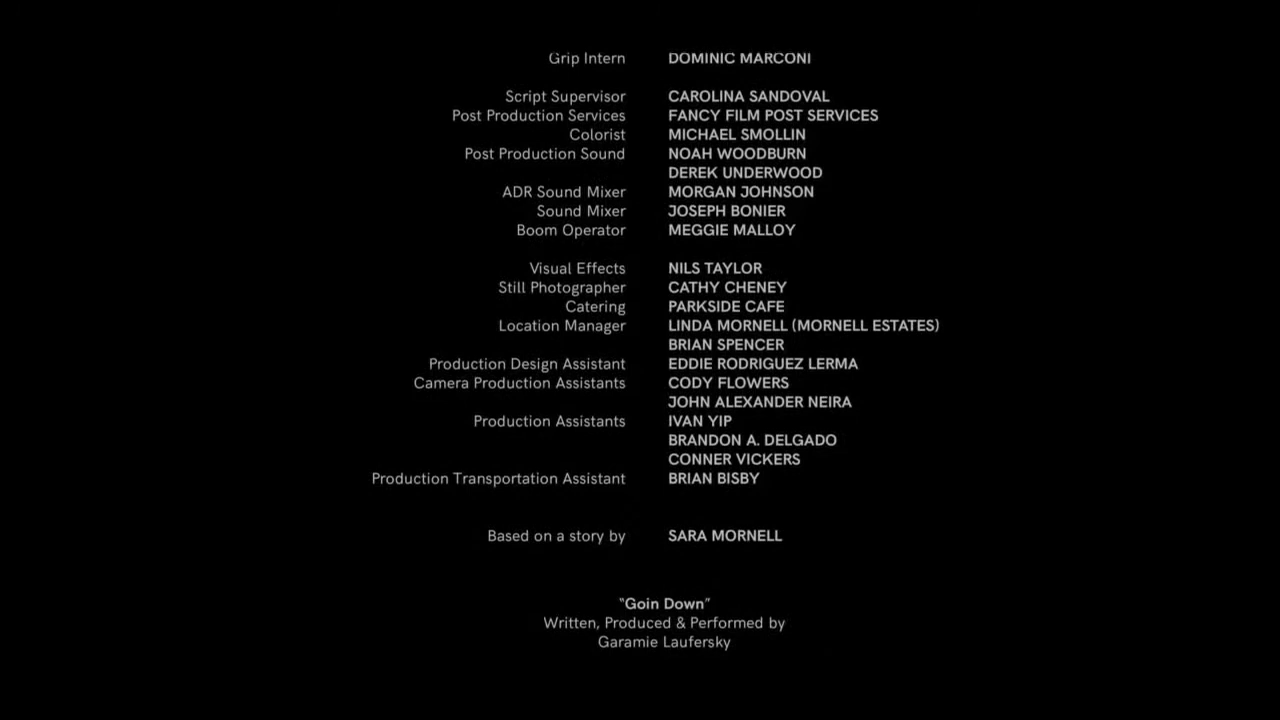 Grip Intern DOMINIC MARCONI
Script Supervisor CAROLINA SANDOVAL
Post Production Services FANCY FILM POST SERVICES
Colorist MICHAEL SMOLLIN
Post Production Sound NOAH WOODBURN
DEREK UNDERWOOD
ADR Sound Mixer MORGAN JOHNSON
Sound Mixer JOSEPH BONIER
Boom Operator MEGGIE MALLOY
Visual Effects NILS TAYLOR
Still Photographer CATHY CHENEY
Catering PARKSIDE CAFE
Location Manager LINDA MORNELL (MORNELL ESTATES)
BRIAN SPENCER
Production Design Assistant EDDIE RODRIGUEZ LERMA
Camera Production Assistants CODY FLOWERS
JOHN ALEXANDER NEIRA
Production Assistants IVAN YIP
BRANDON A. DELGADO
CONNER VICKERS
Production Transportation Assistant BRIAN BISBY
Based on a story by SARA MORNELL
“Goin Down”
Written, Produced & Performed by
Garamie Laufersky